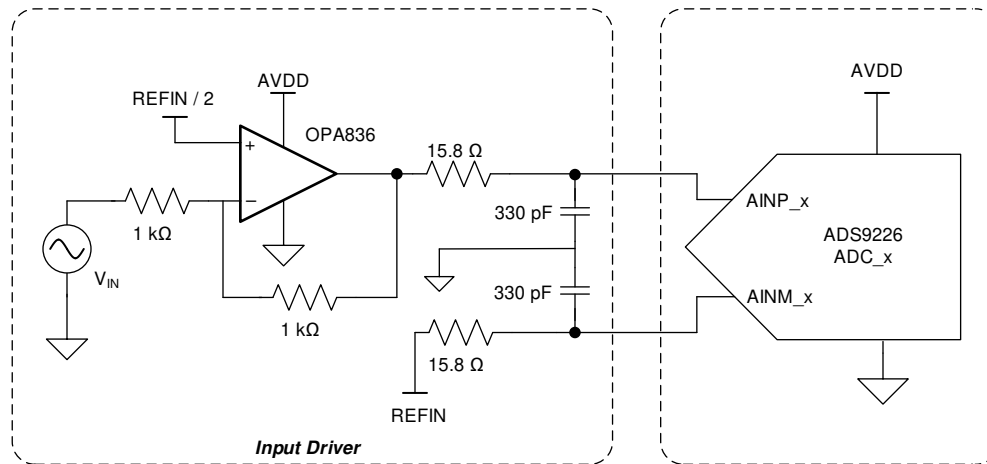 AVDD
AVDD
REFIN / 2
OPA836
+
15.8 Ω
−
330 pF
AINP_x
1 kΩ
ADS9226
ADC_x
VIN
330 pF
AINM_x
1 kΩ
15.8 Ω
REFIN
Input Driver